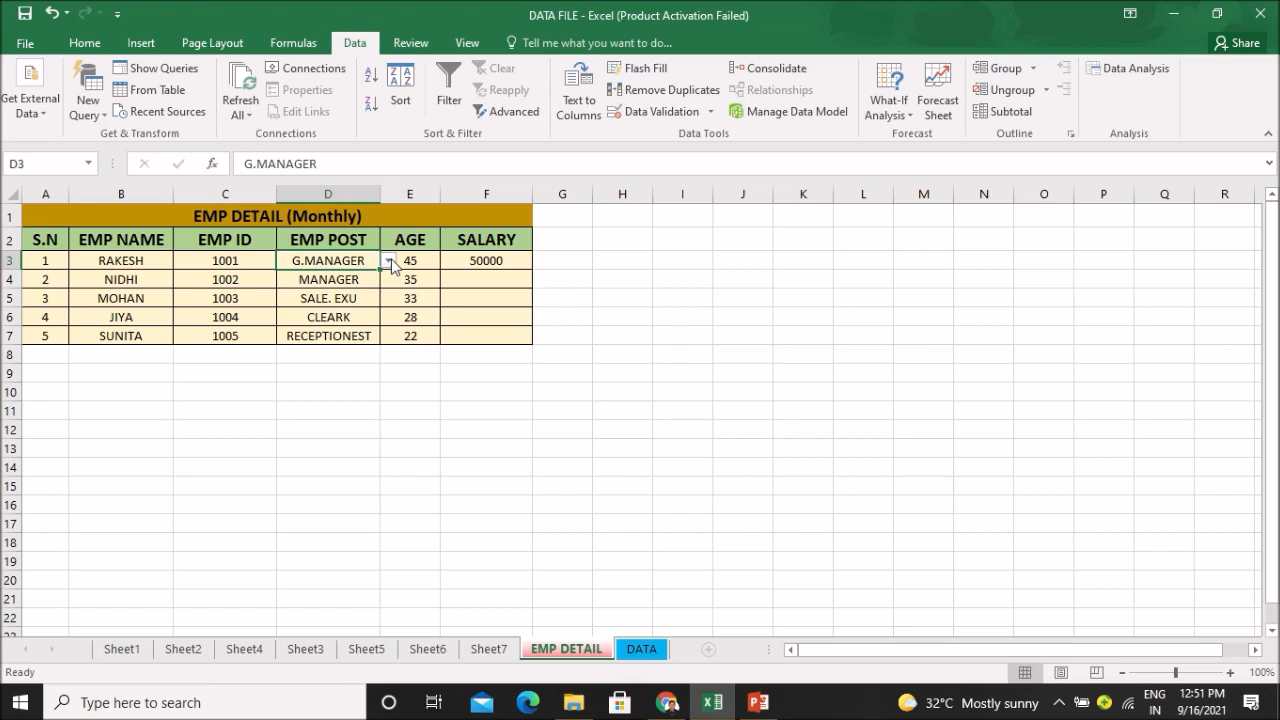 DATA FILE - Excel (Product Activation Failed)
File Home Insert Page Layout Formulas Data Review View Tell me what you want to do... Share
Get External Data
New Query
Show Queries
From Table
Recent Sources
Get & Transform
Refresh All
Connections
Properties
Edit Links
Connections
Sort
Filter
Clear
Reapply
Advanced
Sort & Filter
Text to Columns
Flash Fill
Remove Duplicates
Data Validation
Consolidate
Relationships
Manage Data Model
Data Tools
What-If Analysis
Forecast Sheet
Forecast
Group
Ungroup
Subtotal
Outline
Data Analysis
Analysis
D3 fx G.MANAGER
A B C D E F G H I J K L M N O P Q R
1 EMP DETAIL (Monthly)
2 S.N EMP NAME EMP ID EMP POST AGE SALARY
3 1 RAKESH 1001 G.MANAGER 45 50000
4 2 NIDHI 1002 MANAGER 35
5 3 MOHAN 1003 SALE. EXU 33
6 4 JIYA 1004 CLEARK 28
7 5 SUNITA 1005 RECEPTIONEST 22
8
9
10
11
12
13
14
15
16
17
18
19
20
21
22
Sheet1 Sheet2 Sheet4 Sheet3 Sheet5 Sheet6 Sheet7 EMP DETAIL DATA
Ready 100%
Type here to search 32°C Mostly sunny ENG IN 12:51 PM 9/16/2021